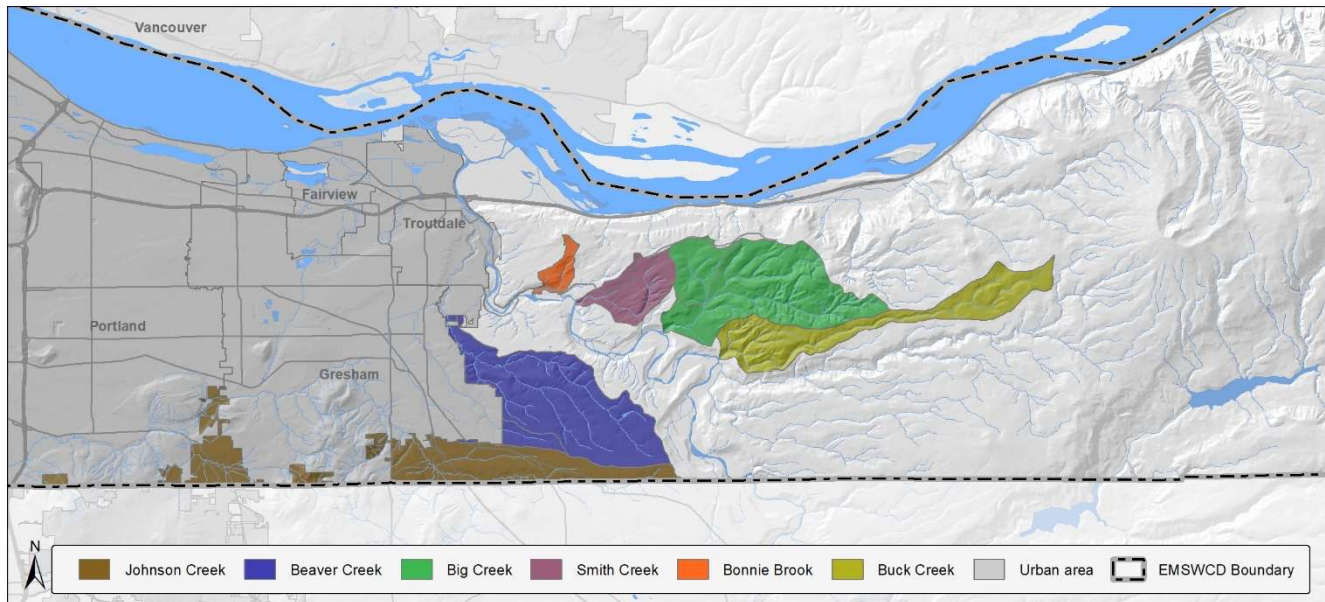 Vancouver
Fairview
Troutdale
Portland
Gresham
N
Johnson Creek
Beaver Creek
Big Creek
Smith Creek
Bonnie Brook
Buck Creek
Urban area
EMSWCD Boundary